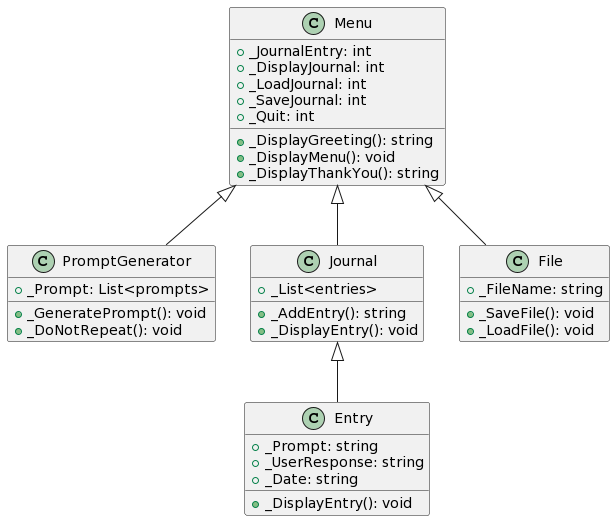 C Menu
_JournalEntry: int
_DisplayJournal: int
_LoadJournal: int
_SaveJournal: int
_Quit: int
_DisplayGreeting(): string
_DisplayMenu(): void
_DisplayThankYou(): string
C PromptGenerator
_Prompt: List<prompts>
_GeneratePrompt(): void
_DoNotRepeat(): void
C Journal
_List<entries>
_AddEntry(): string
_DisplayEntry(): void
C File
_FileName: string
_SaveFile(): void
_LoadFile(): void
C Entry
_Prompt: string
_UserResponse: string
_Date: string
_DisplayEntry(): void